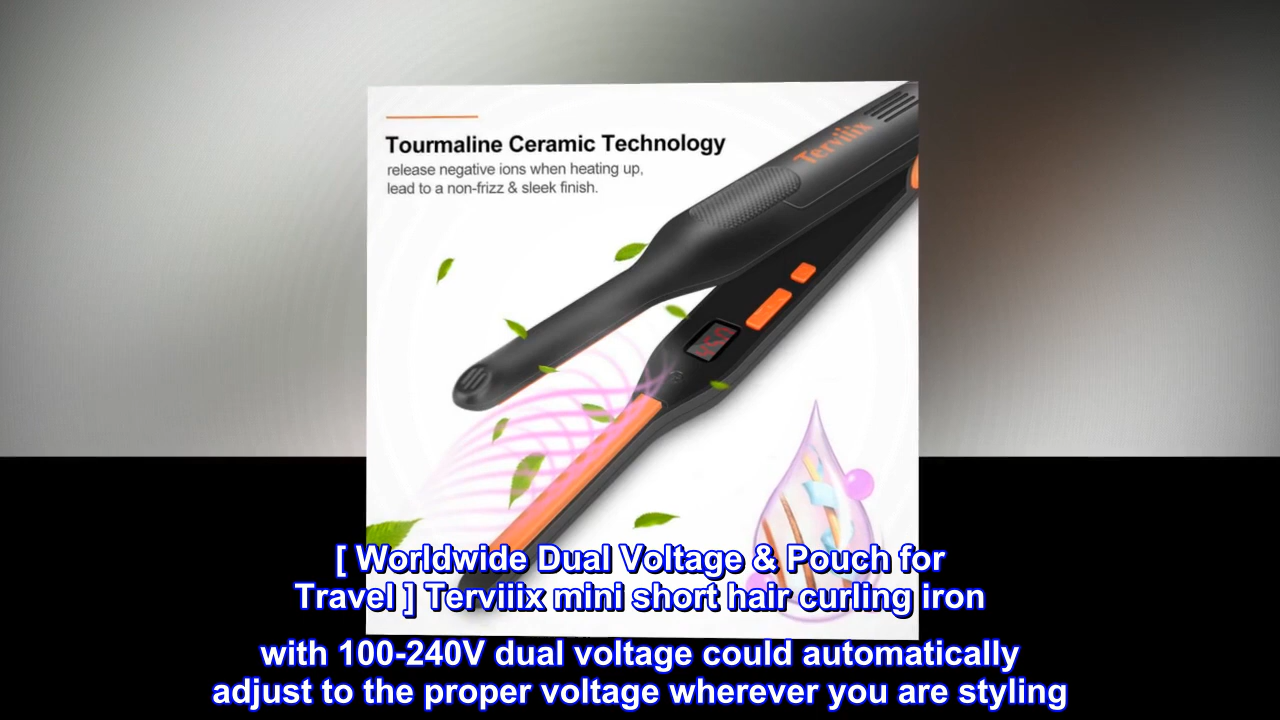 Tourmaline Ceramic Technology
release negative ions when heating up,
lead to a non-frizz & sleek finish.
Terviiix
[ Worldwide Dual Voltage & Pouch for
Travel ] Terviiix mini short hair curling iron
with 100-240V dual voltage could automatically
adjust to the proper voltage wherever you are styling